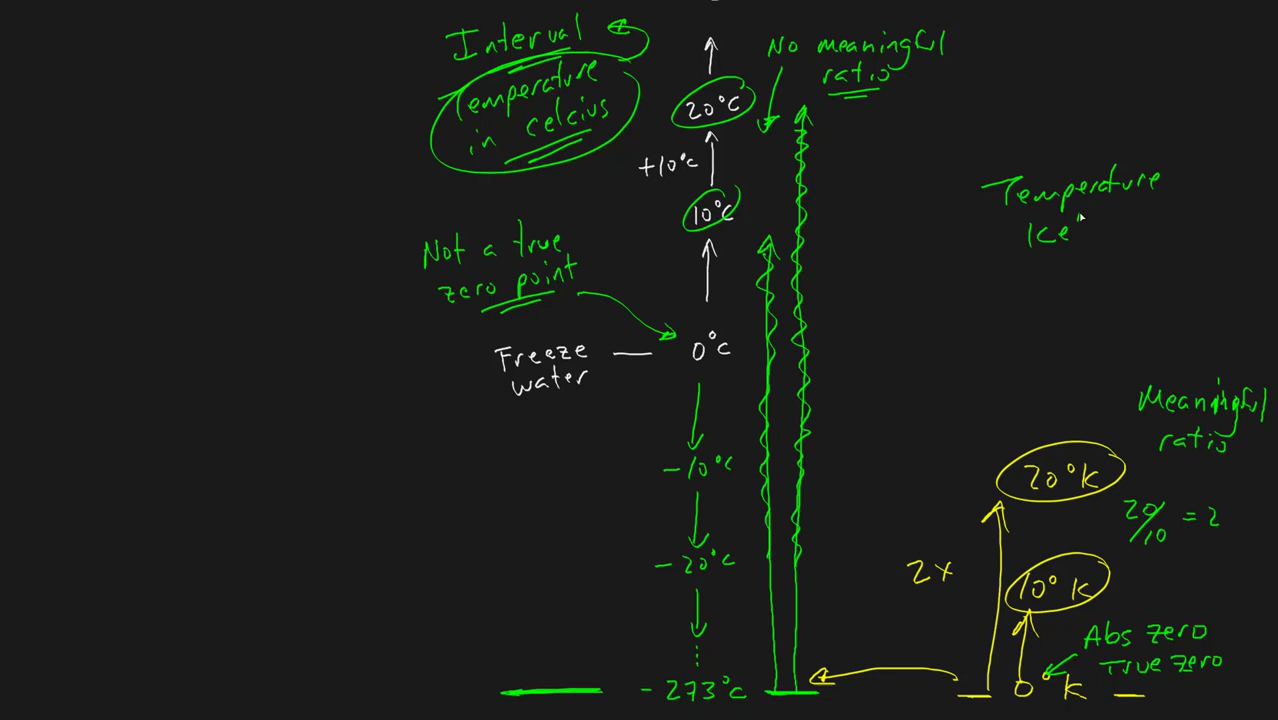 Interval
Temperature
in celcius
No meaningful
ratio
20°C
+10°C
10°C
Not a true
zero point
Freeze
water
0°C
-10°C
-20°C
-273°C
Temperature
Ke
Meaningful
ratio
20°K
20/10 = 2
2x
10°K
Abs zero
True zero
0°K